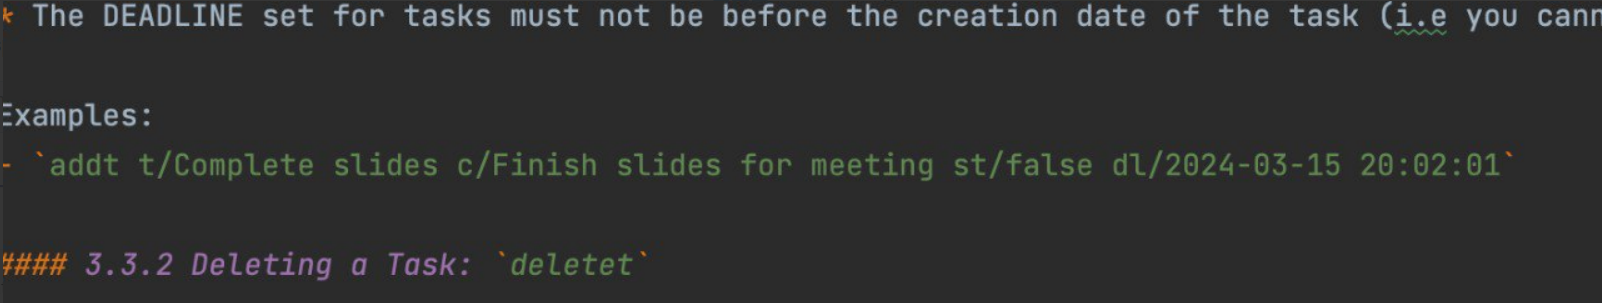 * The DEADLINE set for tasks must not be before the creation date of the task (i.e you cann
Examples:
- `addt t/Complete slides c/Finish slides for meeting st/false dl/2024-03-15 20:02:01`
#### 3.3.2 Deleting a Task: `deletet`